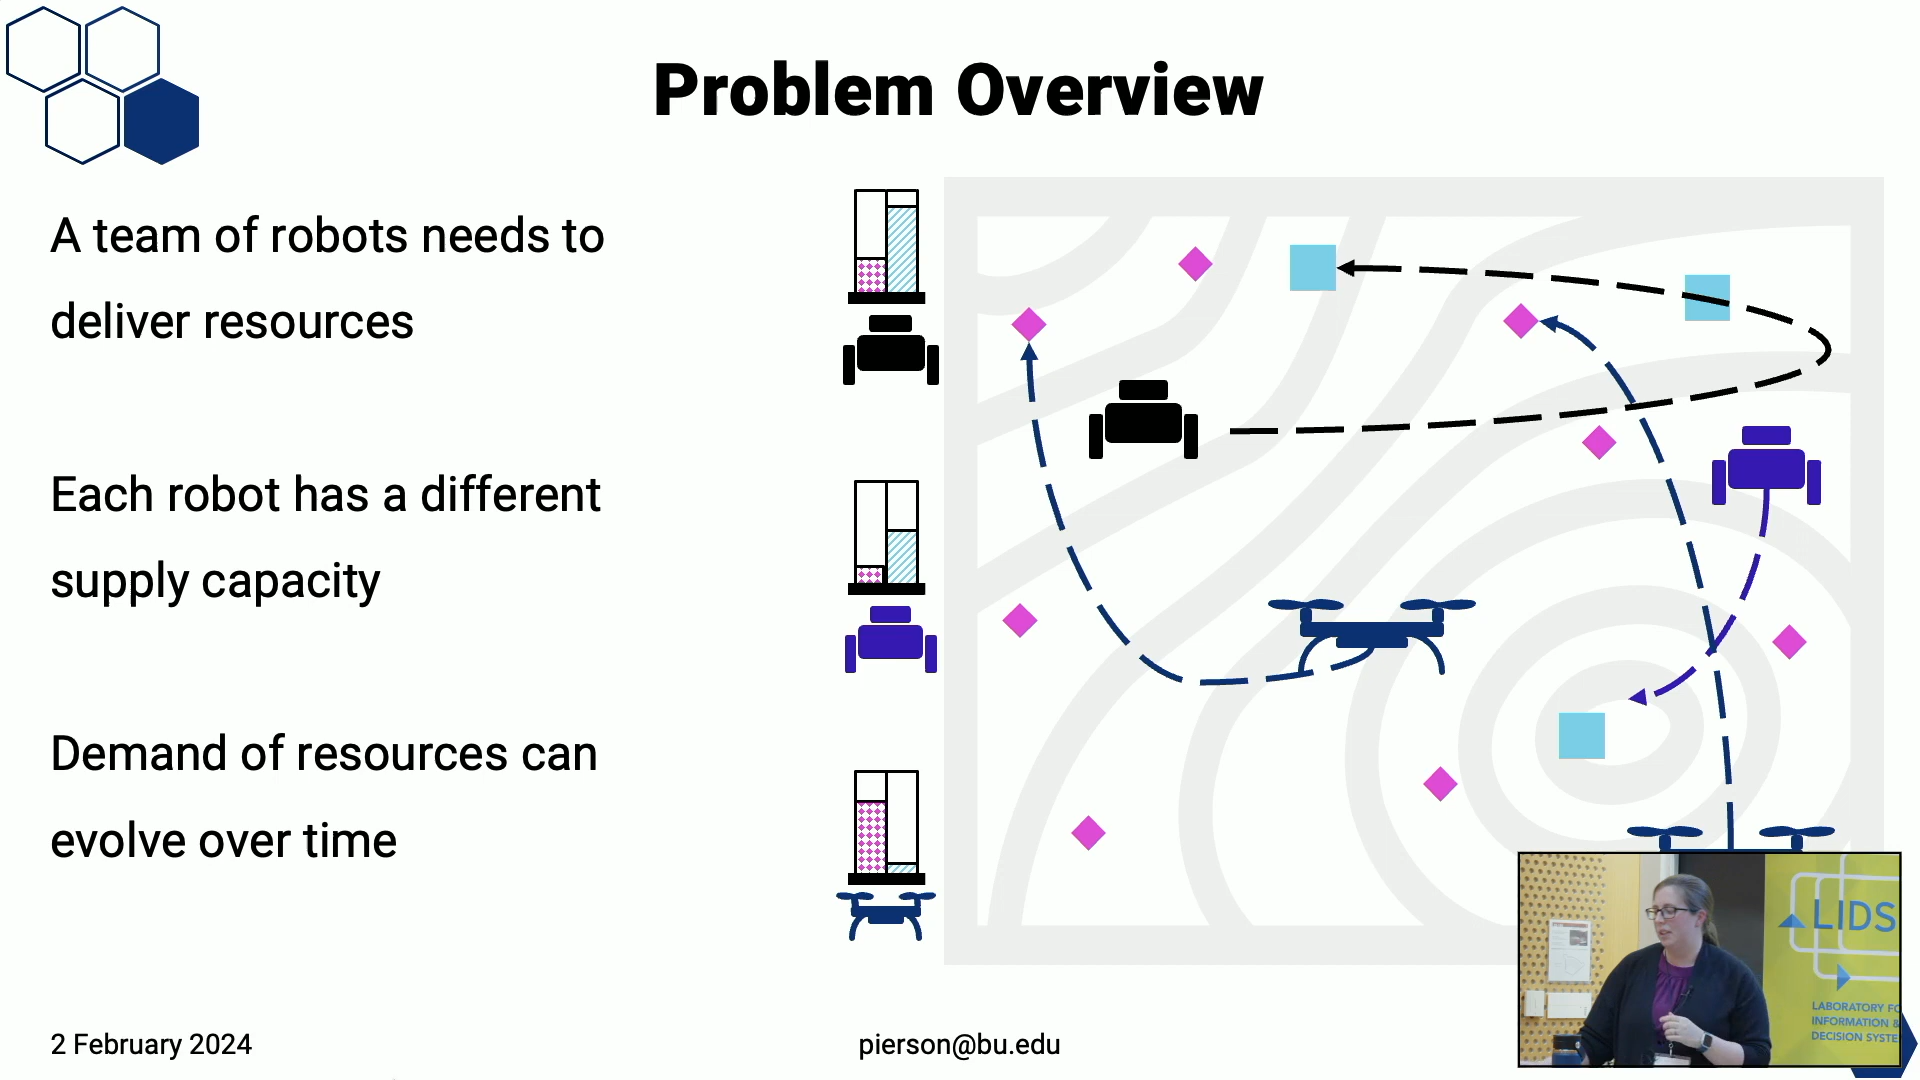 Problem Overview
A team of robots needs to
deliver resources
Each robot has a different
supply capacity
Demand of resources can
evolve over time
2 February 2024
pierson@bu.edu
LIDS
LABORATORY FO
INFORMATION &
DECISION SYSTE